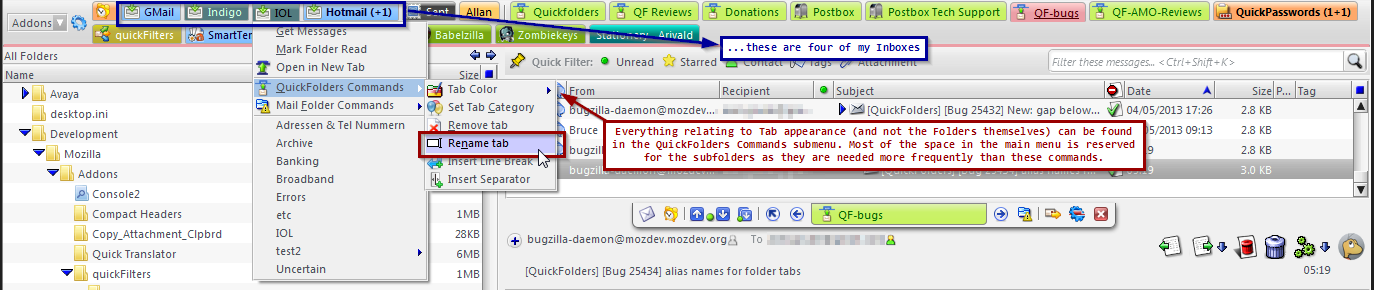 Addons
GMail
Indigo
IOL
Hotmail (+1)
Sant
Allan
Quickfolders
QF Reviews
Donations
Postbox
Postbox Tech Support
QF-bugs
QF-AMO-Reviews
QuickPasswords (1+1)
quickFilters
SmartTem
Babelzilla
Zombiekeys
Stationery - Arivald
...these are four of my Inboxes
All Folders
Name
Size
Avaya
desktop.ini
Development
Mozilla
Addons
Console2
Compact Headers
1MB
Copy_Attachment_Clpbrd
28KB
Quick Translator
6MB
quickFilters
1MB
Get Messages
Mark Folder Read
Open in New Tab
QuickFolders Commands
Mail Folder Commands
Adressen & Tel Nummern
Archive
Banking
Broadband
Errors
etc
IOL
test2
Uncertain
Tab Color
Set Tab Category
Remove tab
Rename tab
Insert Line Break
Insert Separator
Quick Filter:
Unread
Starred
Contact
Tags
Attachment
Filter these messages... <Ctrl+Shift+K>
From
Recipient
Subject
Date
Size
P...
Tag
bugzilla-daemon@mozdev
[QuickFolders] [Bug 25432] New: gap below...
04/05/2013 17:26
2.8 KB
Bruce
5/2013 09:13
2.8 KB
3.0 KB
Everything relating to Tab appearance (and not the Folders themselves) can be found
in the QuickFolders Commands submenu. Most of the space in the main menu is reserved
for the subfolders as they are needed more frequently than these commands.
QF-bugs
bugzilla-daemon@mozdev.mozdev.org
To
[QuickFolders] [Bug 25434] alias names for folder tabs
05:19